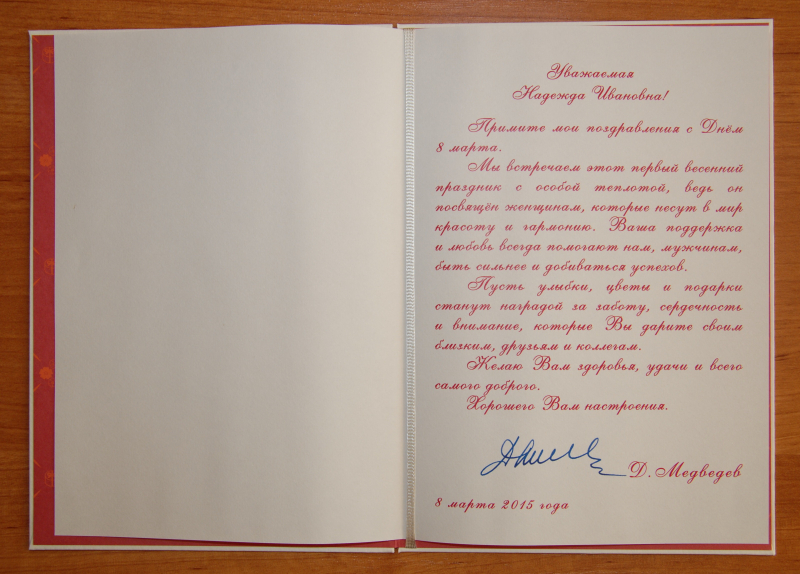 Уважаемая
Надежда Ивановна!
Примите мои поздравления с Днём
8 марта.
Мы встречаем этот первый весенний
праздник с особой теплотой, ведь он
посвящён женщинам, которые несут в мир
красоту и гармонию. Ваша поддержка
и любовь всегда помогают нам, мужчинам,
быть сильнее и добиваться успехов.
Пусть улыбки, цветы и подарки
станут наградой за заботу, сердечность
и внимание, которые Вы дарите своим
близким, друзьям и коллегам.
Желаю Вам здоровья, удачи и всего
самого доброго.
Хорошего Вам настроения.
Д. Медведев
8 марта 2015 года